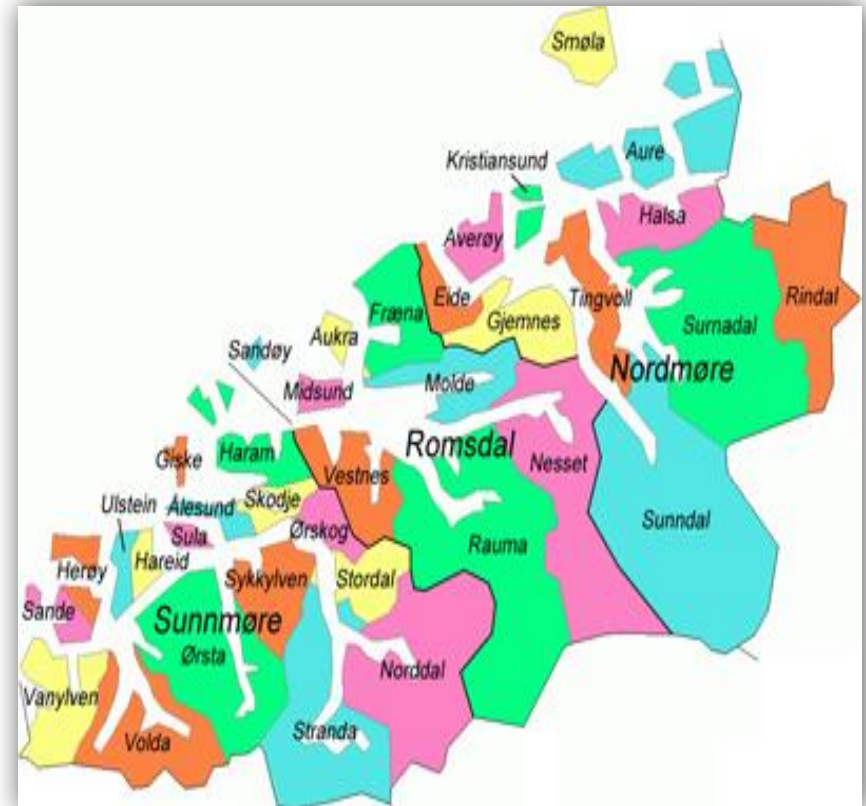 Smøla
Kristiansund
Aure
Averøy
Halsa
Eide
Tingvoll
Rindal
Fræna
Gjemnes
Surnadal
Aukra
Sandøy
Nordmøre
Midsund
Molde
Romsdal
Giske
Haram
Vestnes
Nesset
Ulstein
Ålesund
Skodje
Sunndal
Sula
Ørskog
Rauma
Hareid
Herøy
Sykkylven
Stordal
Sande
Sunnmøre
Ørsta
Norddal
Vanylven
Stranda
Volda